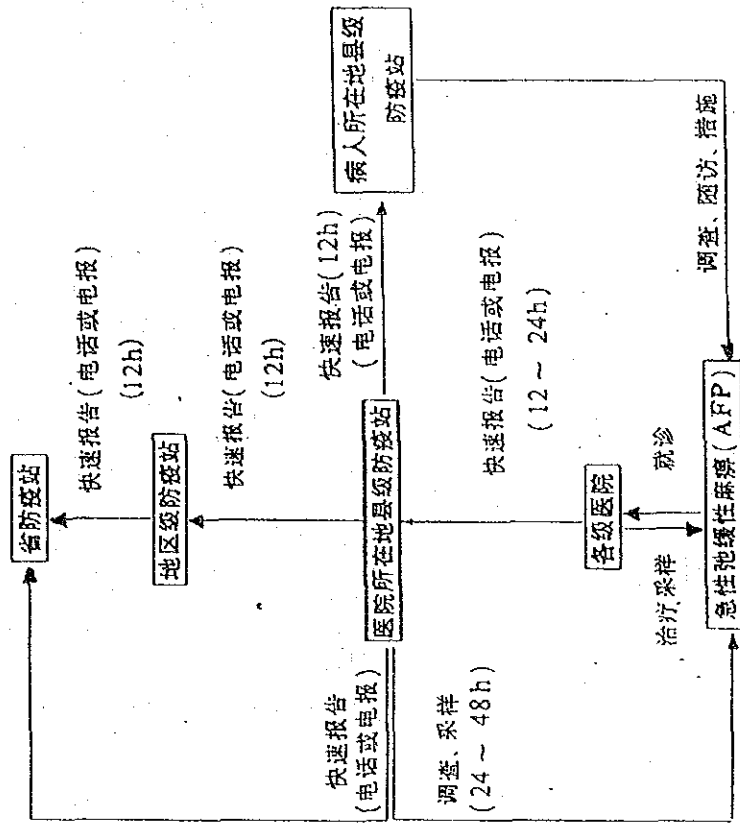 省防疫站
快速报告(电话或电报)
(12h)
地区级防疫站
快速报告(电话或电报)
(12h)
医院所在地县级防疫站
快速报告(12h)
(电话或电报)
病人所在地县级
防疫站
快速报告
(电话或电报)
调查、采样
(24～48h)
快速报告(电话或电报)
(12～24h)
各级医院
治疗采样
就诊
急性弛缓性麻痹(AFP)
调查、随访、措施